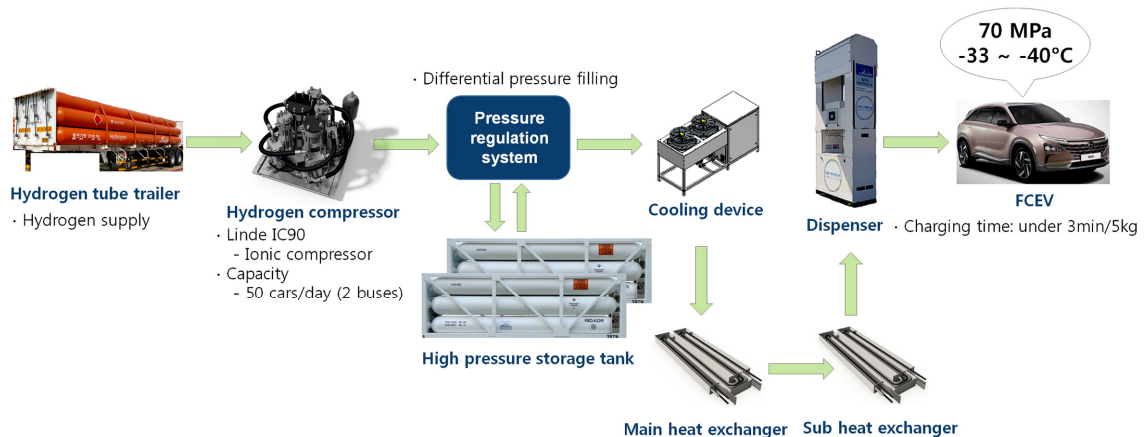 70 MPa
-33 ~ -40°C
· Differential pressure filling
Pressure
regulation
system
Hydrogen tube trailer
· Hydrogen supply
Hydrogen compressor
· Linde IC90
- Ionic compressor
· Capacity
- 50 cars/day (2 buses)
High pressure storage tank
Cooling device
Main heat exchanger
Sub heat exchanger
Dispenser
FCEV
· Charging time: under 3min/5kg